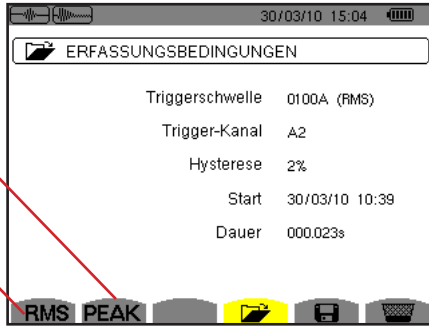 30/03/10 15:04
ERFASSUNGSBEDINGUNGEN
Triggerschwelle 0100A (RMS)
Trigger-Kanal A2
Hysterese 2%
Start 30/03/10 10:39
Dauer 000.023s
RMS PEAK